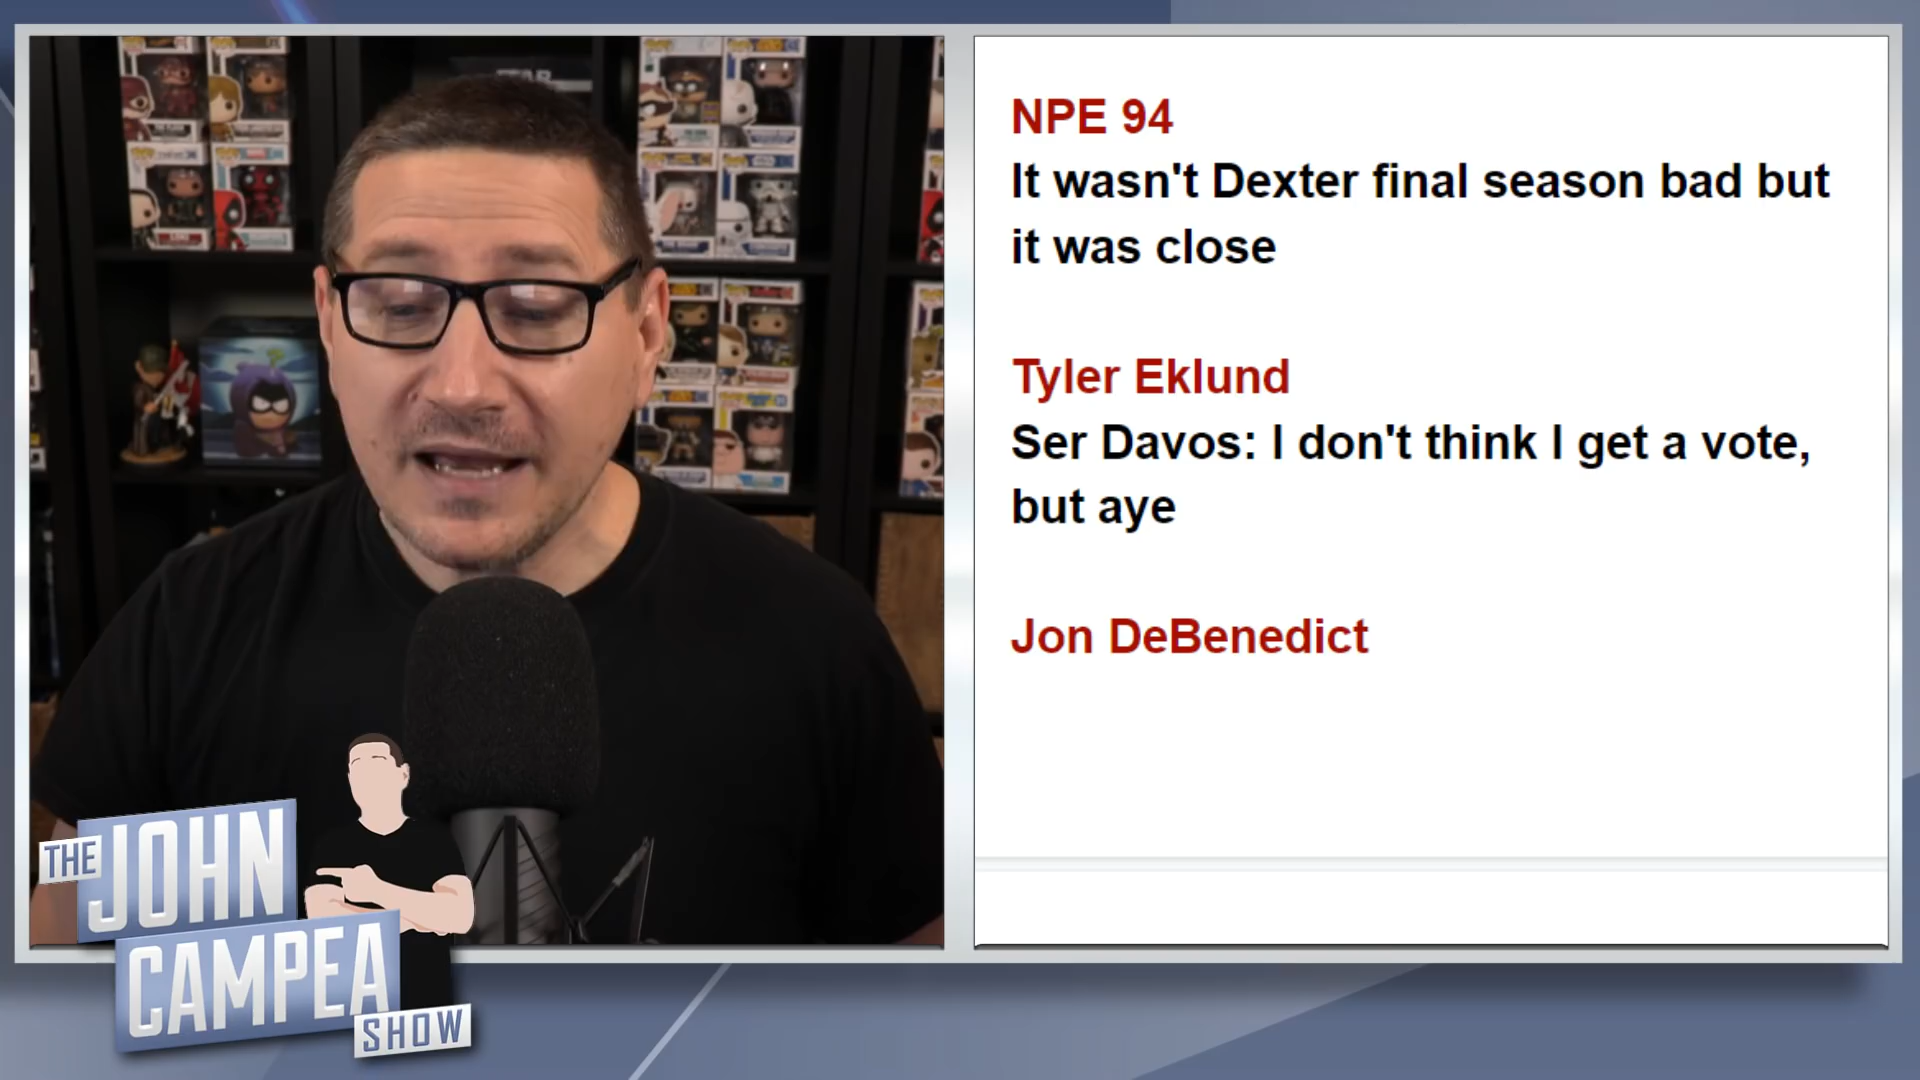 NPE 94
It wasn't Dexter final season bad but
it was close
Tyler Eklund
Ser Davos: I don't think I get a vote,
but aye
Jon DeBenedict
THE
JOHN
CAMPEA
SHOW